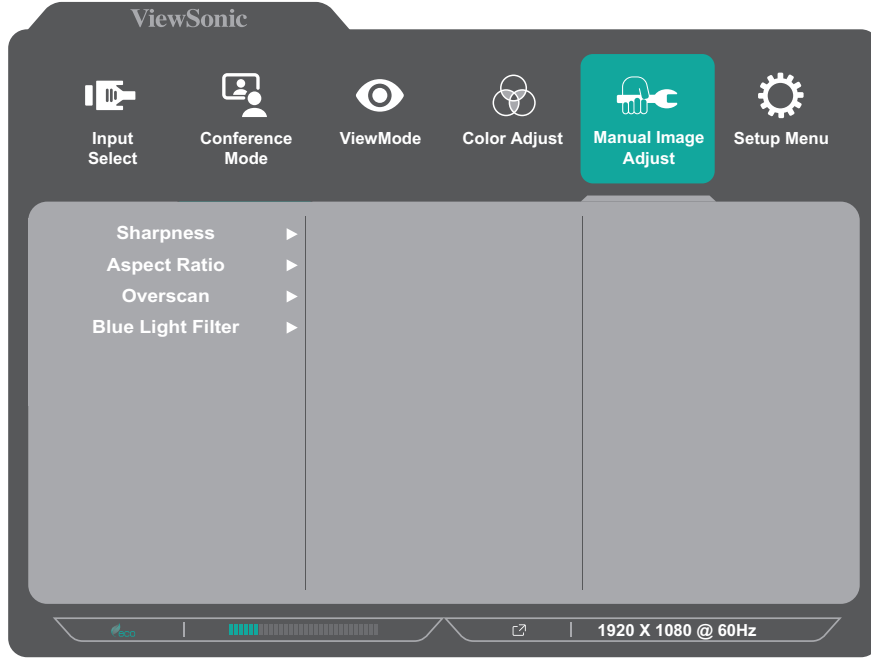 ViewSonic
Input
Select
Conference
Mode
ViewMode
Color Adjust
Manual Image
Adjust
Setup Menu
Sharpness
Aspect Ratio
Overscan
Blue Light Filter
eco
1920 X 1080 @ 60Hz